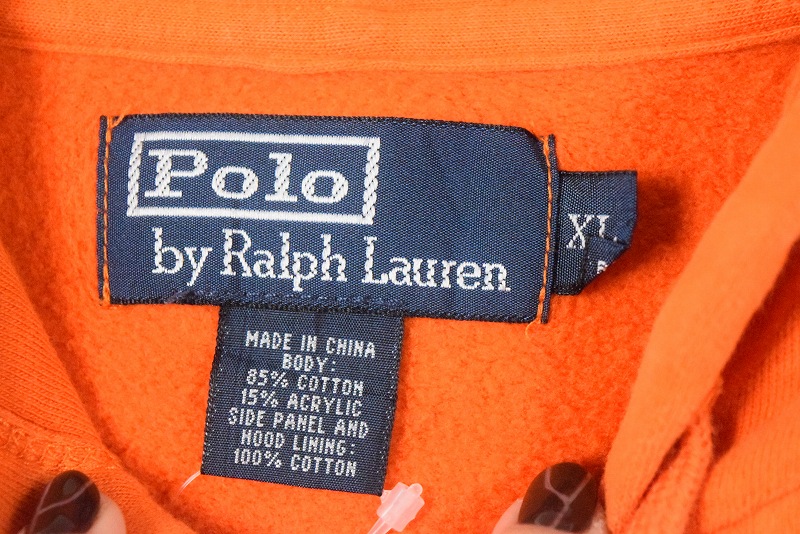 Polo
by Ralph Lauren
XL
MADE IN CHINA
BODY:
85% COTTON
15% ACRYLIC
SIDE PANEL AND
HOOD LINING:
100% COTTON